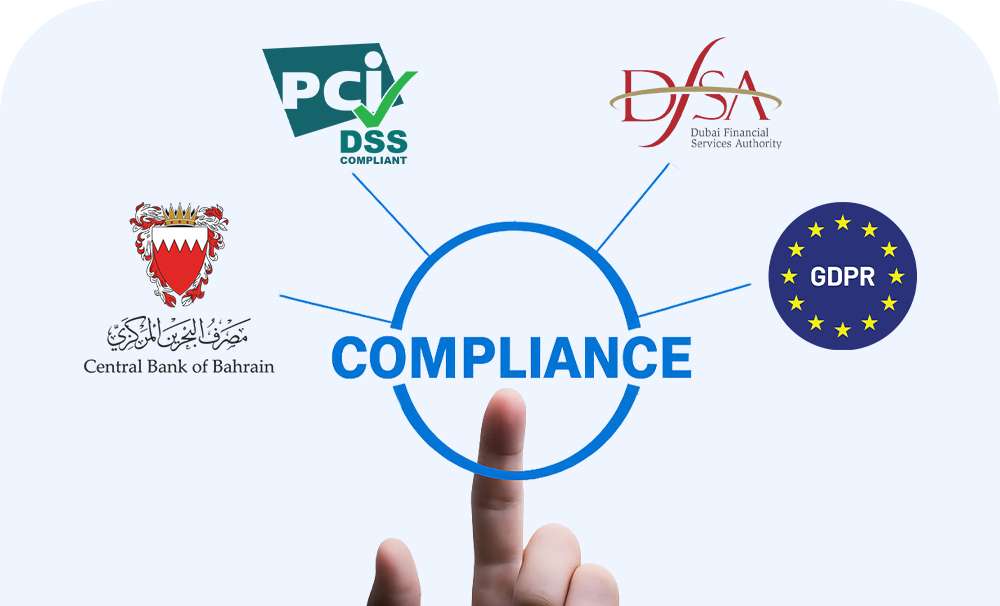 PCi
DSS
COMPLIANT
DFSA
Dubai Financial
Services Authority
مصرف البحرين المركزي
Central Bank of Bahrain
GDPR
COMPLIANCE